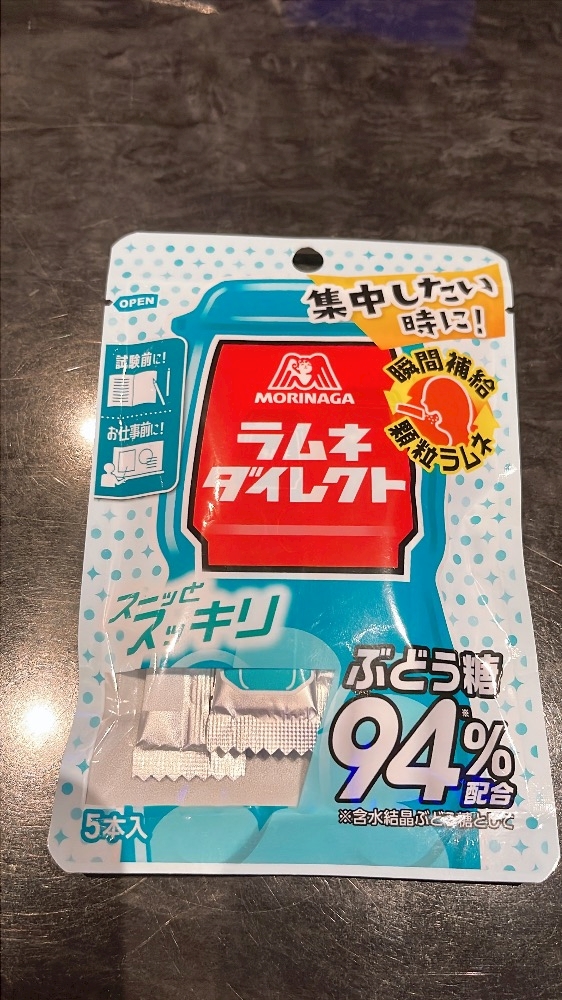 OPEN
集中したい
時に!
試験前に!
お仕事前に!
瞬間補給
顆粒ラムネ
MORINAGA
ラムネ
ダイレクト
スーッと
スッキリ
ぶどう糖
94%※
配合
※含水結晶ぶどう糖として
5本入